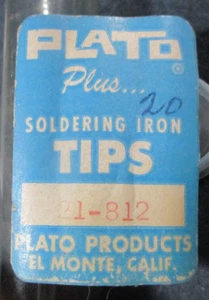 PLATO®
Plus...
20
SOLDERING IRON
TIPS
21-812
PLATO PRODUCTS
EL MONTE, CALIF.